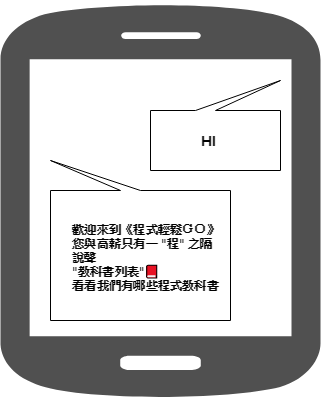 HI
歡迎來到《程式輕鬆ＧＯ》
您與高薪只有一 "程" 之隔
說聲
"教科書列表"📕
看看我們有哪些程式教科書